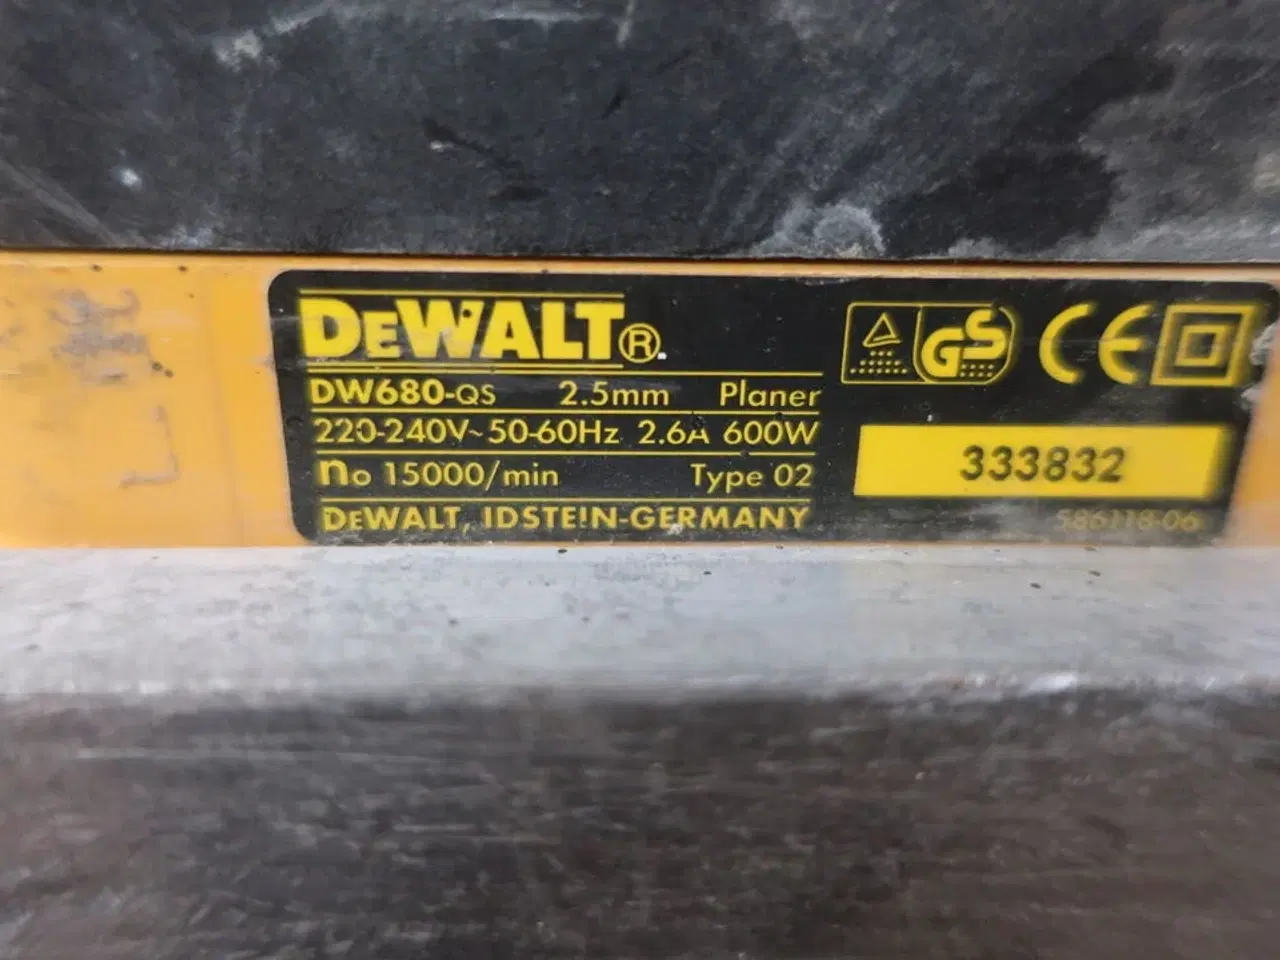 DEWALT®
DW680-QS 2.5mm Planer
220-240V~50-60Hz 2.6A 600W
no 15000/min Type 02
DEWALT, IDSTEIN-GERMANY
GS CE
333832
586118-06